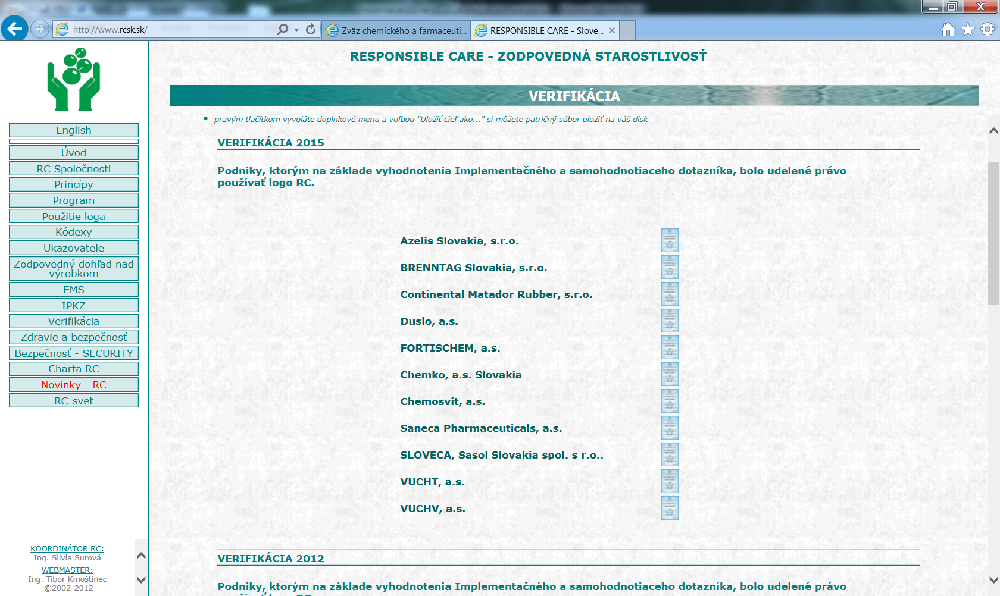 http://www.rcsk.sk/
Zväz chemického a farmaceuti...
RESPONSIBLE CARE - Slove...
English
Úvod
RC Spoločnosti
Princípy
Program
Použitie loga
Kódexy
Ukazovatele
Zodpovedný dohľad nad
výrobkom
EMS
IPKZ
Verifikácia
Zdravie a bezpečnosť
Bezpečnosť - SECURITY
Charta RC
Novinky - RC
RC-svet
KOORDINÁTOR RC:
Ing. Silvia Surová
WEBMASTER:
Ing. Tibor Kmoštinec
©2002-2012
RESPONSIBLE CARE - ZODPOVEDNÁ STAROSTLIVOSŤ
VERIFIKÁCIA
• pravým tlačítkom vyvoláte doplnkové menu a voľbou "Uložiť cieľ ako..." si môžete patričný súbor uložiť na váš disk
VERIFIKÁCIA 2015
Podniky, ktorým na základe vyhodnotenia Implementačného a samohodnotiaceho dotazníka, bolo udelené právo
používať logo RC.
Azelis Slovakia, s.r.o.
BRENNTAG Slovakia, s.r.o.
Continental Matador Rubber, s.r.o.
Duslo, a.s.
FORTISCHEM, a.s.
Chemko, a.s. Slovakia
Chemosvit, a.s.
Saneca Pharmaceuticals, a.s.
SLOVECA, Sasol Slovakia spol. s r.o..
VUCHT, a.s.
VUCHV, a.s.
VERIFIKÁCIA 2012
Podniky, ktorým na základe vyhodnotenia Implementačného a samohodnotiaceho dotazníka, bolo udelené právo
používať logo RC.